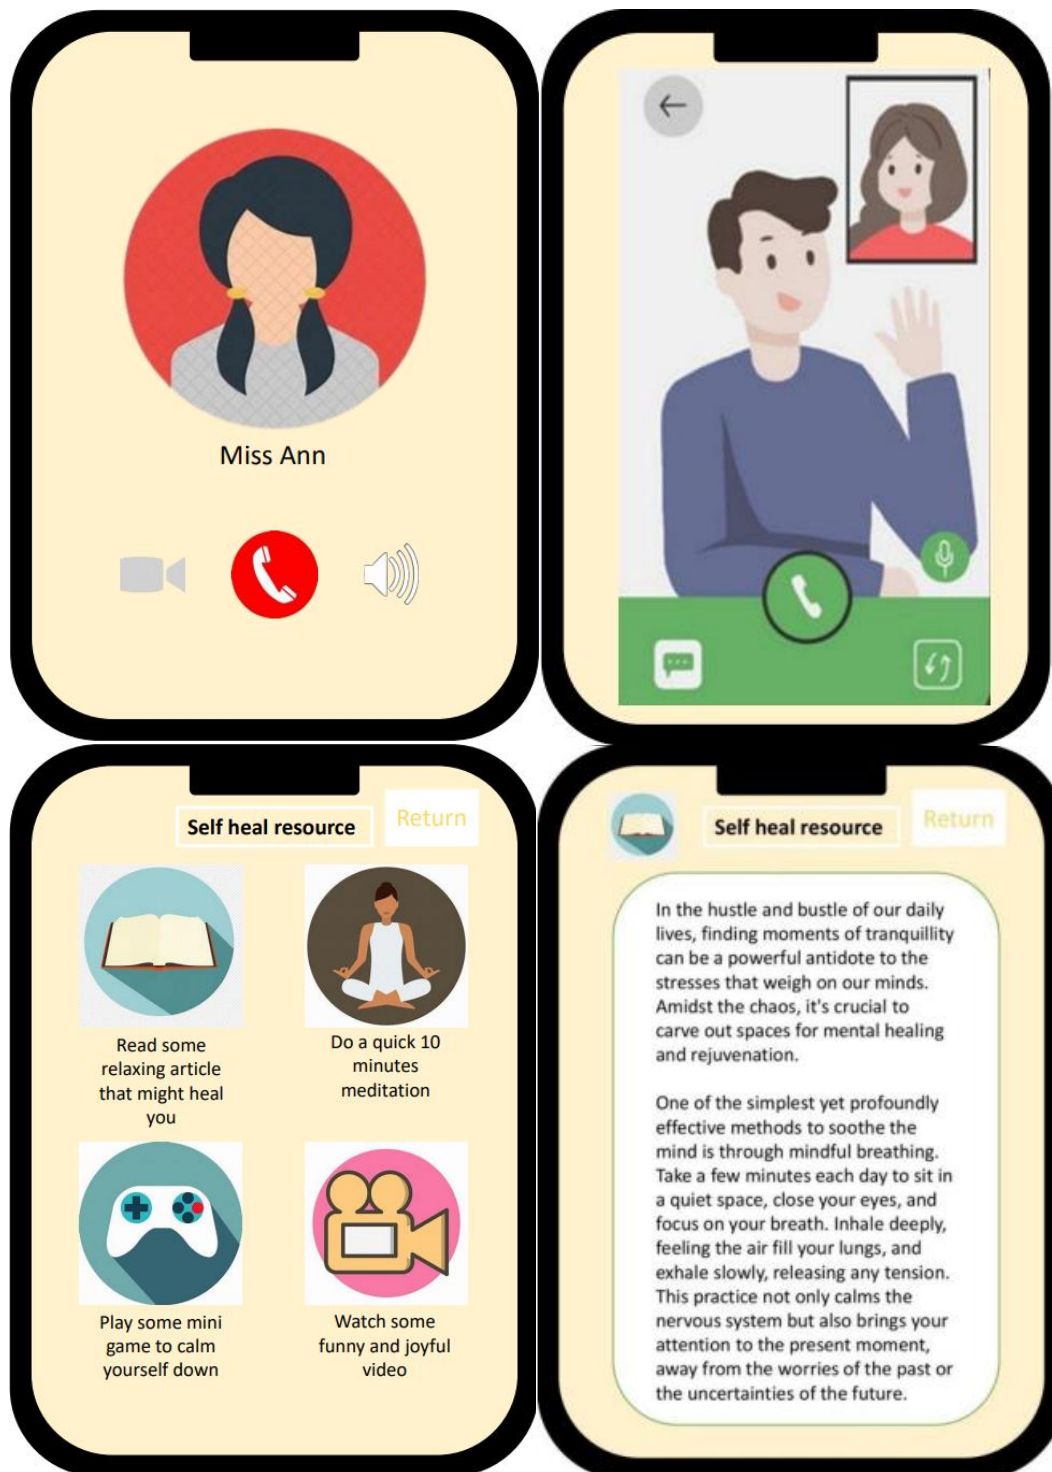 Miss Ann
Self heal resource
Return
Read some
relaxing article
that might heal
you
Do a quick 10
minutes
meditation
Play some mini
game to calm
yourself down
Watch some
funny and joyful
video
Self heal resource
Return
In the hustle and bustle of our daily
lives, finding moments of tranquillity
can be a powerful antidote to the
stresses that weigh on our minds.
Amidst the chaos, it's crucial to
carve out spaces for mental healing
and rejuvenation.
One of the simplest yet profoundly
effective methods to soothe the
mind is through mindful breathing.
Take a few minutes each day to sit in
a quiet space, close your eyes, and
focus on your breath. Inhale deeply,
feeling the air fill your lungs, and
exhale slowly, releasing any tension.
This practice not only calms the
nervous system but also brings your
attention to the present moment,
away from the worries of the past or
the uncertainties of the future.